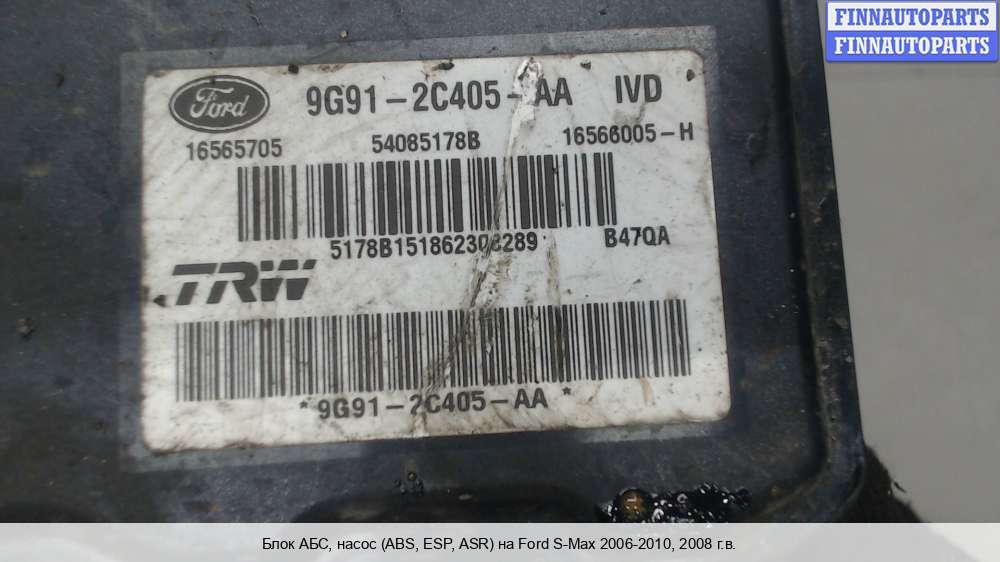 FINNAUTOPARTS
FINNAUTOPARTS
Ford
9G91-2C405-AA IVD
16565705 54085178B 16566005-H
B47QA
TRW
* 9G91-2C405-AA *
Блок АБС, насос (ABS, ESP, ASR) на Ford S-Max 2006-2010, 2008 г.в.